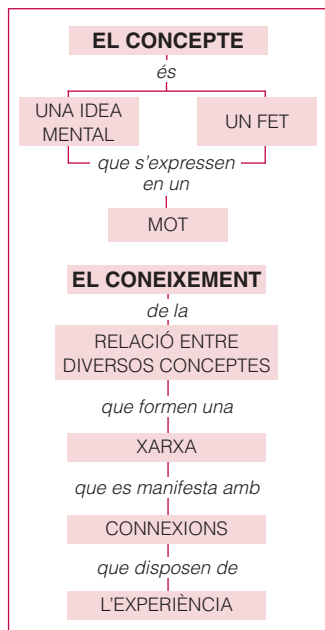 EL CONCEPTE
és
UNA IDEA
MENTAL
UN FET
que s'expressen
en un
MOT
EL CONEIXEMENT
de la
RELACIÓ ENTRE
DIVERSOS CONCEPTES
que formen una
XARXA
que es manifesta amb
CONNEXIONS
que disposen de
L'EXPERIÈNCIA